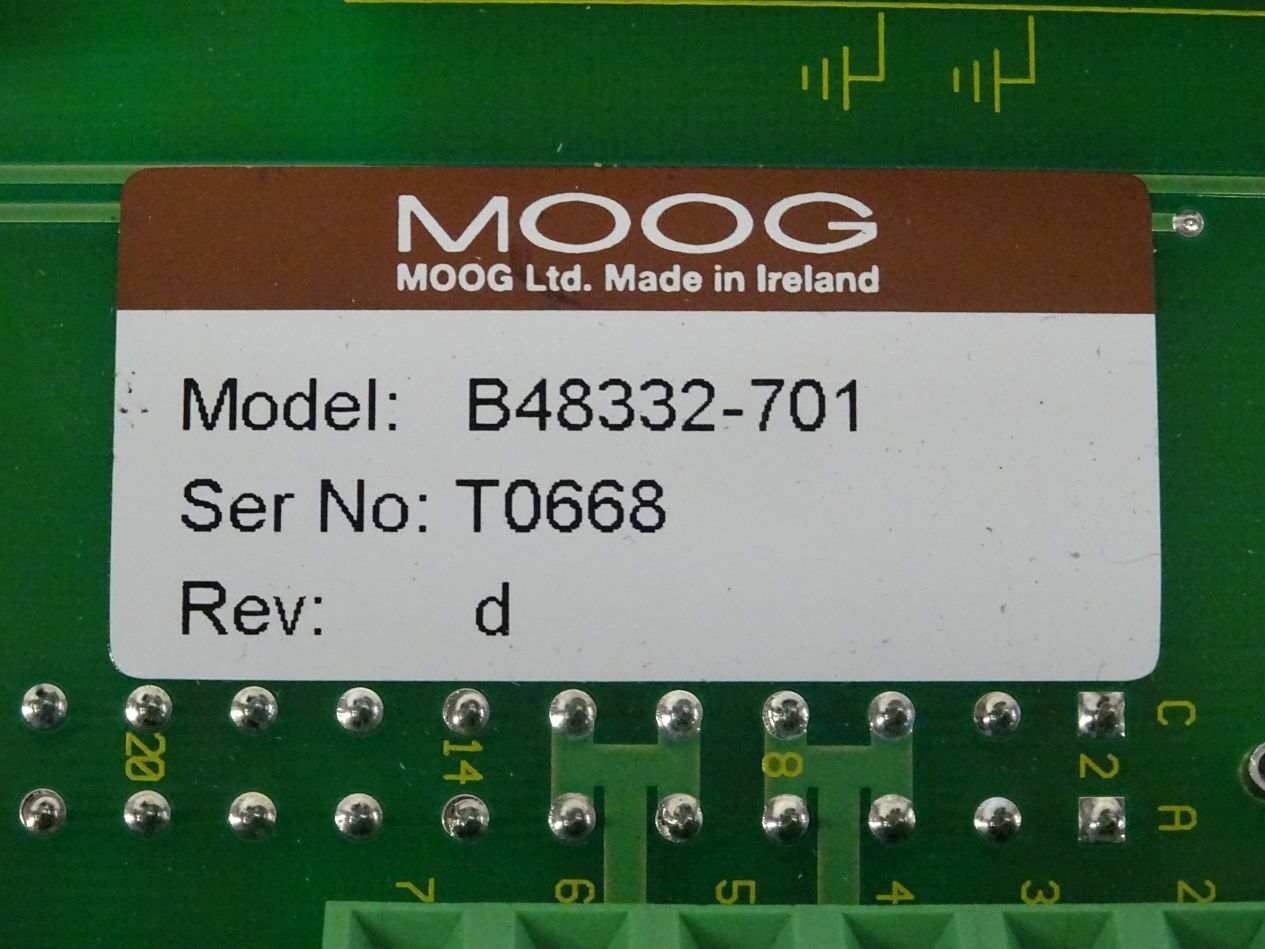 MOOG
MOOG Ltd. Made in Ireland
Model: B48332-701
Ser No: T0668
Rev: d
C
20 14 8 2
A
7 6 5 4 3 2